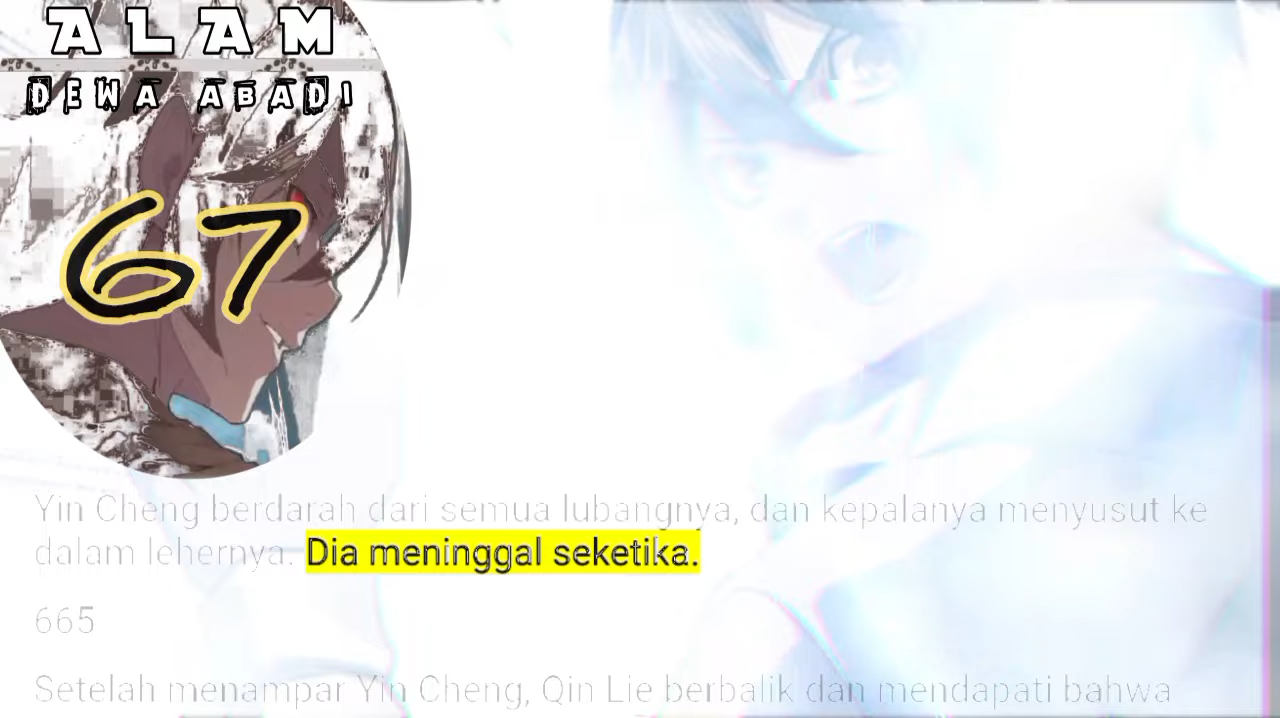 ALAM
DEWA ABADI
67
Yin Cheng berdarah dari semua lubangnya, dan kepalanya menyusut ke
dalam lehernya. Dia meninggal seketika.
665
Setelah menampar Yin Cheng, Qin Lie berbalik dan mendapati bahwa